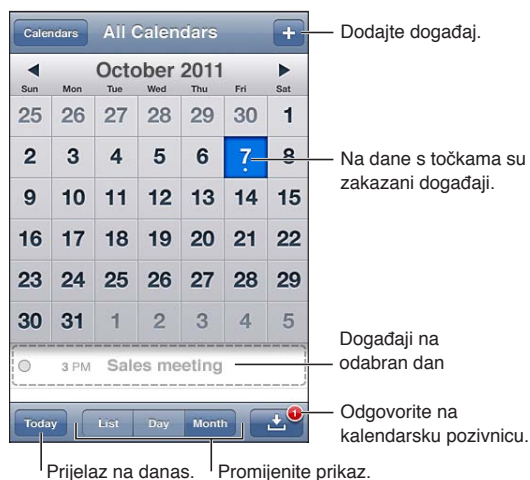 Calendars All Calendars +
Dodajte događaj.
October 2011
Sun Mon Tue Wed Thu Fri Sat
25 26 27 28 29 30 1
2 3 4 5 6 7 8
Na dane s točkama su
zakazani događaji.
9 10 11 12 13 14 15
16 17 18 19 20 21 22
23 24 25 26 27 28 29
30 31 1 2 3 4 5
Događaji na
odabran dan
3 PM Sales meeting
Odgovorite na
kalendarsku pozivnicu.
Today List Day Month 1
Prijelaz na danas. Promijenite prikaz.